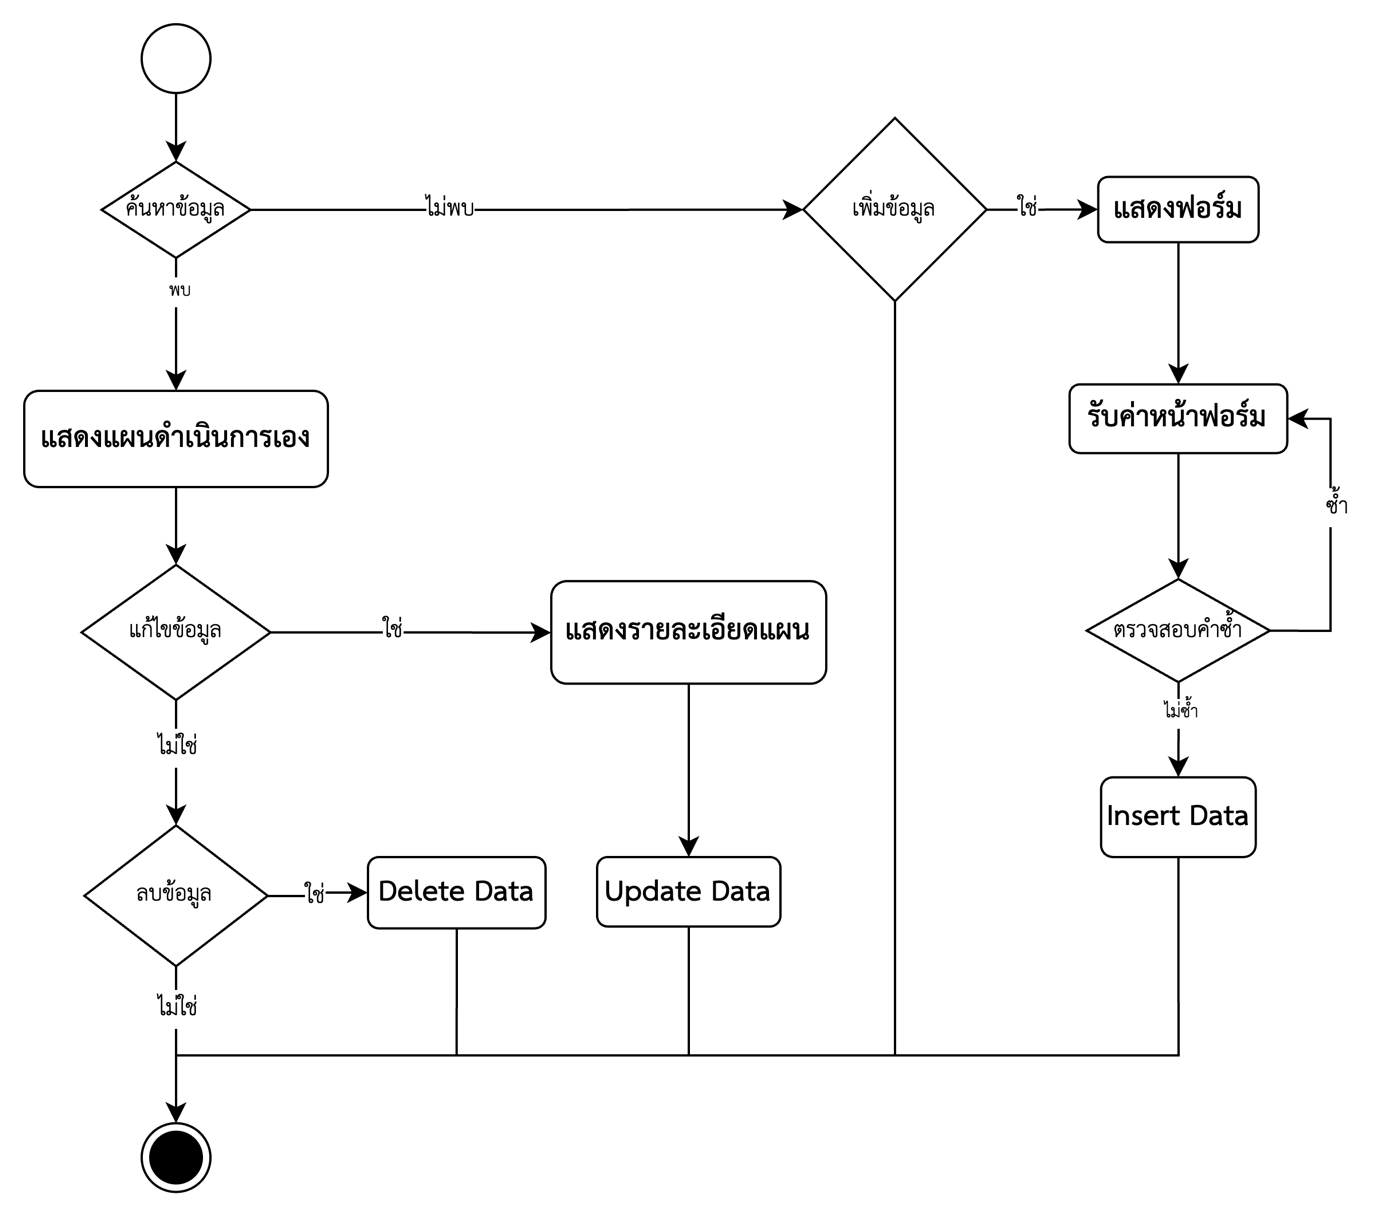 ค้นหาข้อมูล
ไม่พบ
เพิ่มข้อมูล
ใช่
แสดงฟอร์ม
พบ
แสดงแผนดำเนินการเอง
รับค่าหน้าฟอร์ม
ซ้ำ
แก้ไขข้อมูล
ใช่
แสดงรายละเอียดแผน
ตรวจสอบคำซ้ำ
ไม่ซ้ำ
ไม่ใช่
Insert Data
ลบข้อมูล
ใช่
Delete Data
Update Data
ไม่ใช่